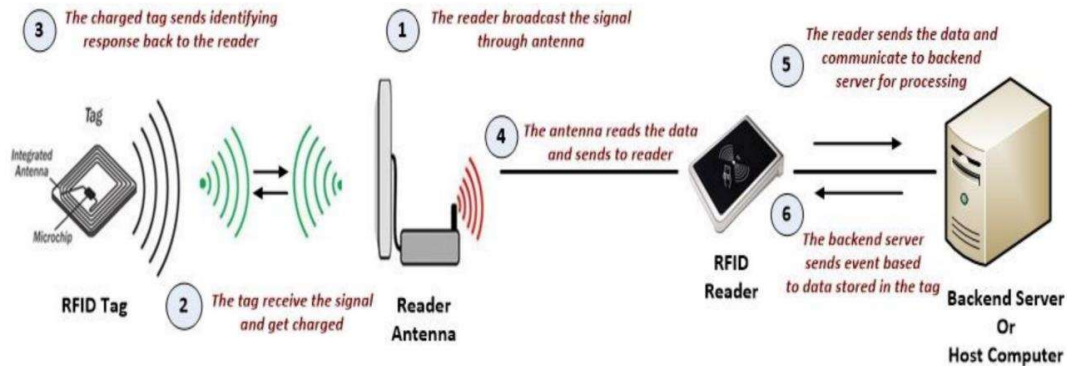 3
The charged tag sends identifying
response back to the reader
1
The reader broadcast the signal
through antenna
5
The reader sends the data and
communicate to backend
server for processing
Tag
Integrated
Antenna
Microchip
4
The antenna reads the data
and sends to reader
6
The backend server
sends event based
to data stored in the tag
2
The tag receive the signal
and get charged
RFID Tag
Reader
Antenna
RFID
Reader
Backend Server
Or
Host Computer